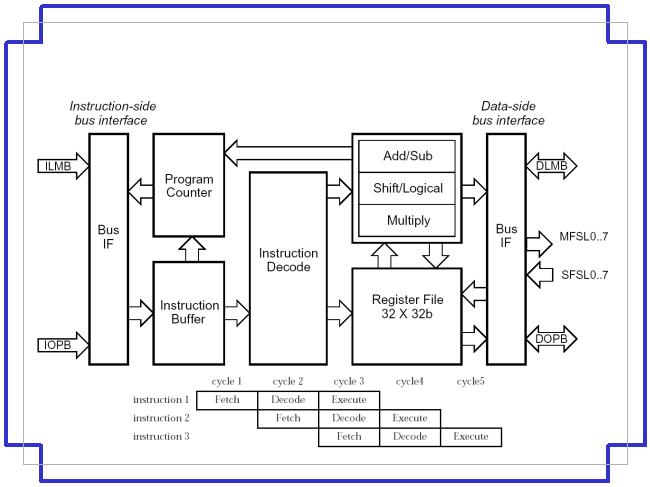 Instruction-side
bus interface
Data-side
bus interface
ILMB
Program
Counter
Add/Sub
Shift/Logical
Multiply
DLMB
Bus
IF
Instruction
Decode
Bus
IF
MFSL0..7
SFSL0..7
Instruction
Buffer
Register File
32 X 32b
IOPB
DOPB
cycle 1 cycle 2 cycle 3 cycle4 cycle5
instruction 1 Fetch Decode Execute
instruction 2 Fetch Decode Execute
instruction 3 Fetch Decode Execute